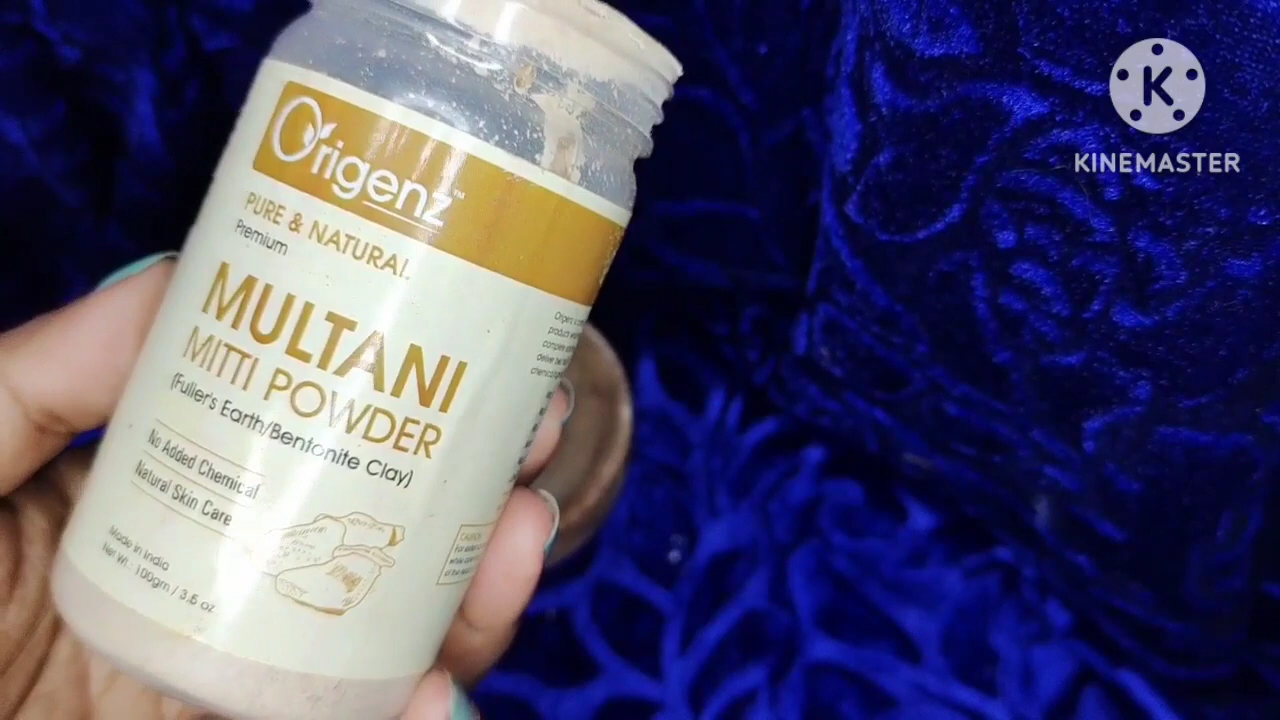 Origenz™
PURE & NATURAL
Premium
MULTANI
MITTI POWDER
(Fuller's Earth/Bentonite Clay)
No Added Chemical
Natural Skin Care
Made in India
Net Wt.: 100gm / 3.5 oz
K
KINEMASTER